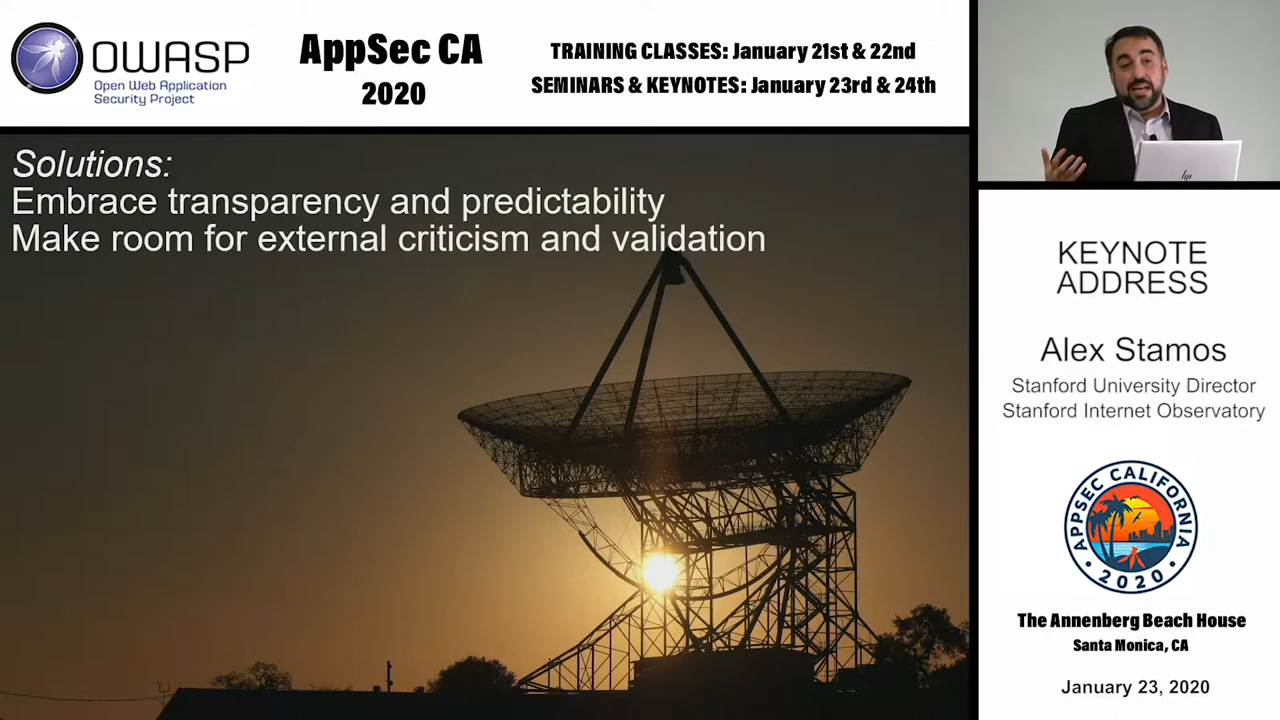 OWASP
Open Web Application
Security Project
AppSec CA
2020
TRAINING CLASSES: January 21st & 22nd
SEMINARS & KEYNOTES: January 23rd & 24th
Solutions:
Embrace transparency and predictability
Make room for external criticism and validation
hp
KEYNOTE
ADDRESS
Alex Stamos
Stanford University Director
Stanford Internet Observatory
APPSEC CALIFORNIA
• 2020 •
The Annenberg Beach House
Santa Monica, CA
January 23, 2020